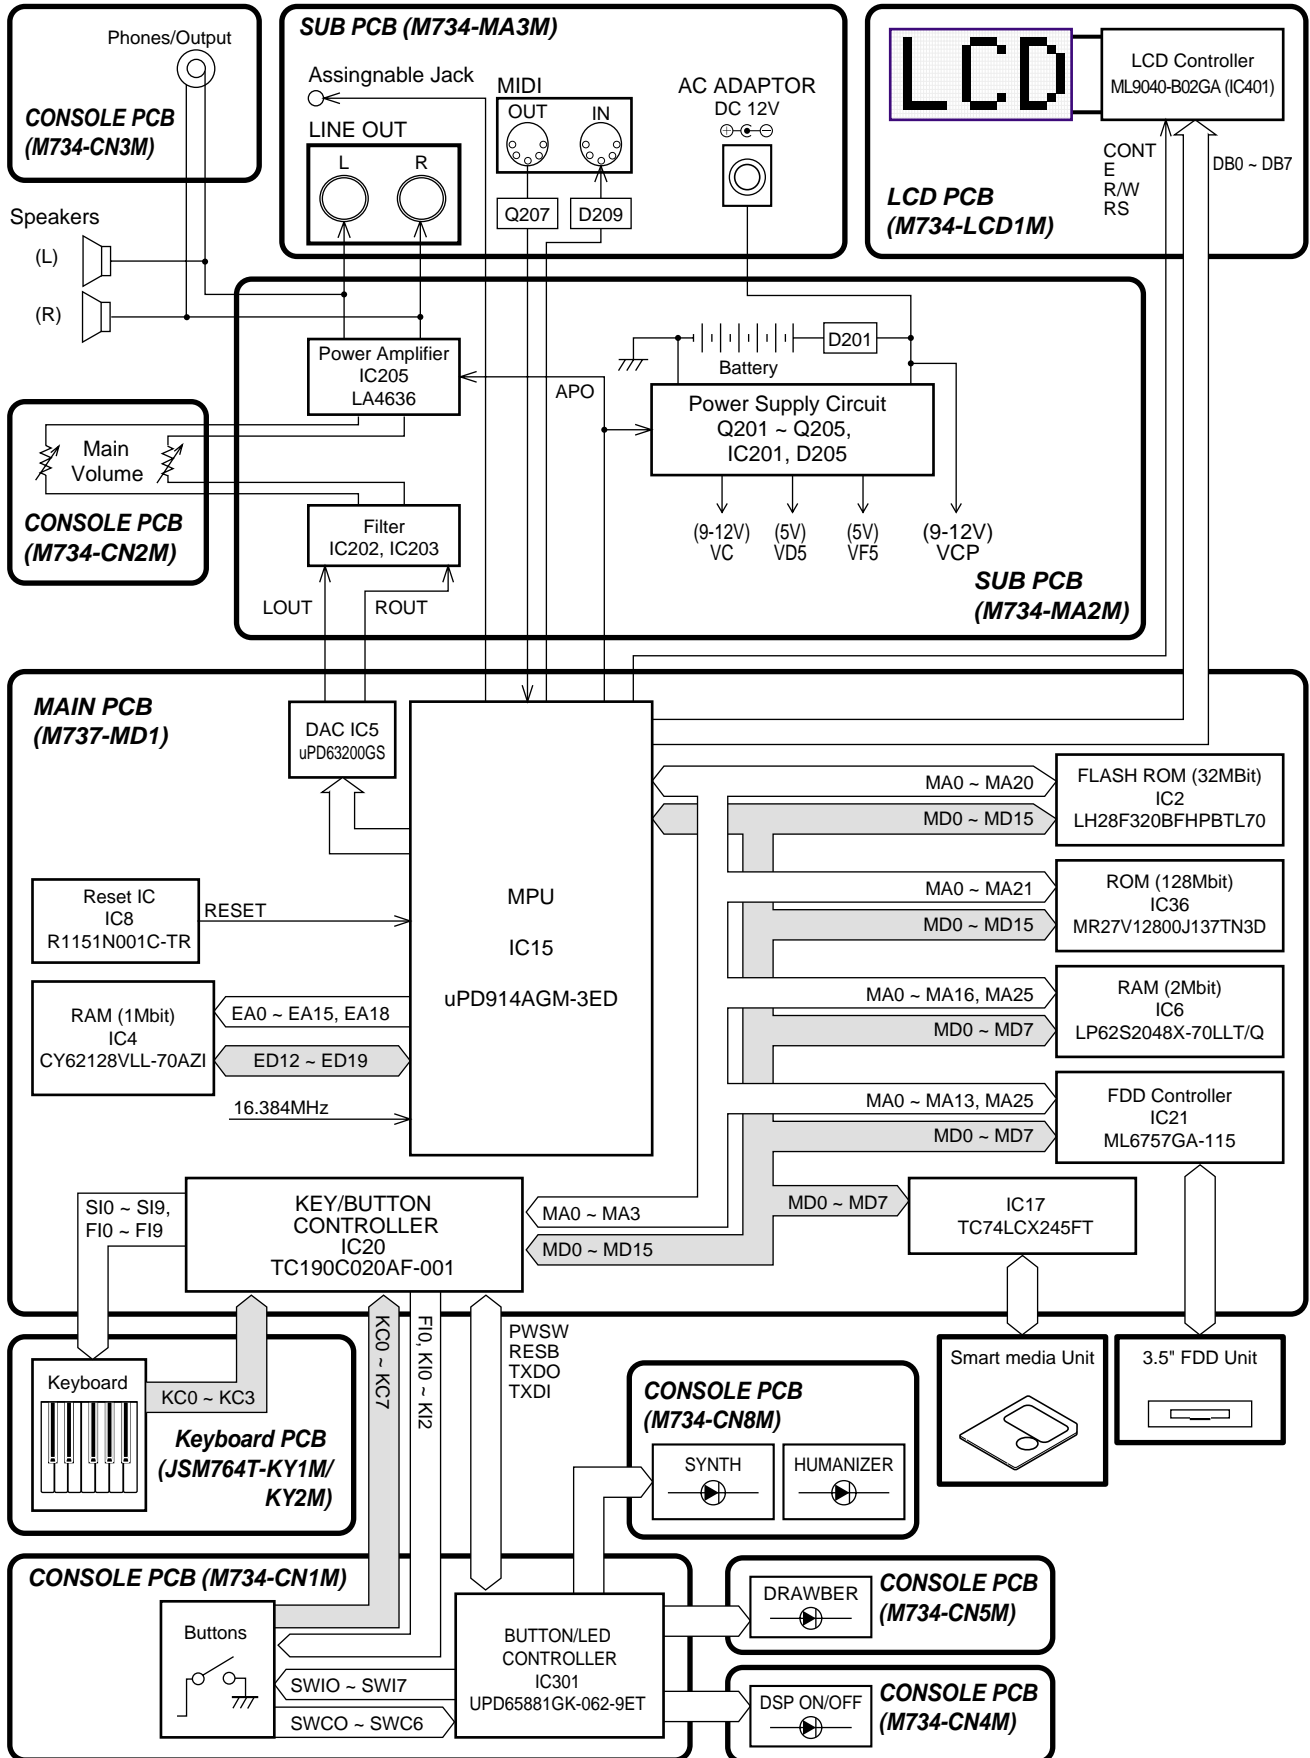 Phones/Output
CONSOLE PCB
(M734-CN3M)
SUB PCB (M734-MA3M)
Assingnable Jack
LINE OUT
L
R
MIDI
OUT
IN
Q207
D209
AC ADAPTOR
DC 12V
LCD
LCD Controller
ML9040-B02GA (IC401)
CONT
E
R/W
RS
DB0 ~ DB7
LCD PCB
(M734-LCD1M)
Speakers
(L)
(R)
Power Amplifier
IC205
LA4636
APO
Battery
D201
Power Supply Circuit
Q201 ~ Q205,
IC201, D205
(9-12V)
VC
(5V)
VD5
(5V)
VF5
(9-12V)
VCP
Main
Volume
CONSOLE PCB
(M734-CN2M)
Filter
IC202, IC203
LOUT
ROUT
SUB PCB
(M734-MA2M)
MAIN PCB
(M737-MD1)
DAC IC5
uPD63200GS
MPU
IC15
uPD914AGM-3ED
Reset IC
IC8
R1151N001C-TR
RESET
RAM (1Mbit)
IC4
CY62128VLL-70AZI
EA0 ~ EA15, EA18
ED12 ~ ED19
16.384MHz
MA0 ~ MA20
MD0 ~ MD15
FLASH ROM (32MBit)
IC2
LH28F320BFHPBTL70
MA0 ~ MA21
MD0 ~ MD15
ROM (128Mbit)
IC36
MR27V12800J137TN3D
MA0 ~ MA16, MA25
MD0 ~ MD7
RAM (2Mbit)
IC6
LP62S2048X-70LLT/Q
MA0 ~ MA13, MA25
MD0 ~ MD7
FDD Controller
IC21
ML6757GA-115
SI0 ~ SI9,
FI0 ~ FI9
KEY/BUTTON
CONTROLLER
IC20
TC190C020AF-001
MA0 ~ MA3
MD0 ~ MD15
MD0 ~ MD7
IC17
TC74LCX245FT
Keyboard
KC0 ~ KC3
Keyboard PCB
(JSM764T-KY1M/
KY2M)
KC0 ~ KC7
FI0, KI0 ~ KI2
PWSW
RESB
TXDO
TXDI
Smart media Unit
3.5" FDD Unit
CONSOLE PCB
(M734-CN8M)
SYNTH
HUMANIZER
CONSOLE PCB (M734-CN1M)
Buttons
SWIO ~ SWI7
SWCO ~ SWC6
BUTTON/LED
CONTROLLER
IC301
UPD65881GK-062-9ET
DRAWBER
CONSOLE PCB
(M734-CN5M)
DSP ON/OFF
CONSOLE PCB
(M734-CN4M)